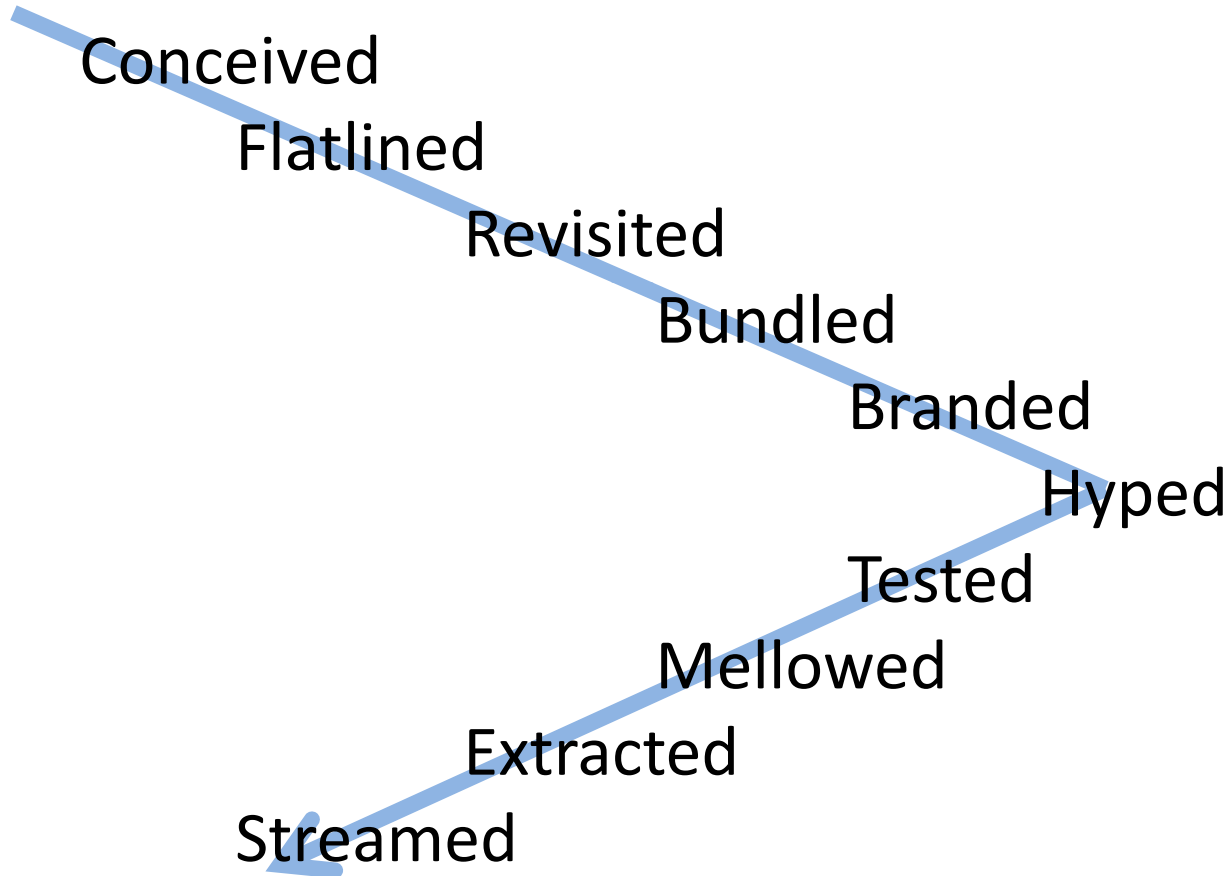 Conceived
Flatlined
Revisited
Bundled
Branded
Hyped
Tested
Mellowed
Extracted
Streamed